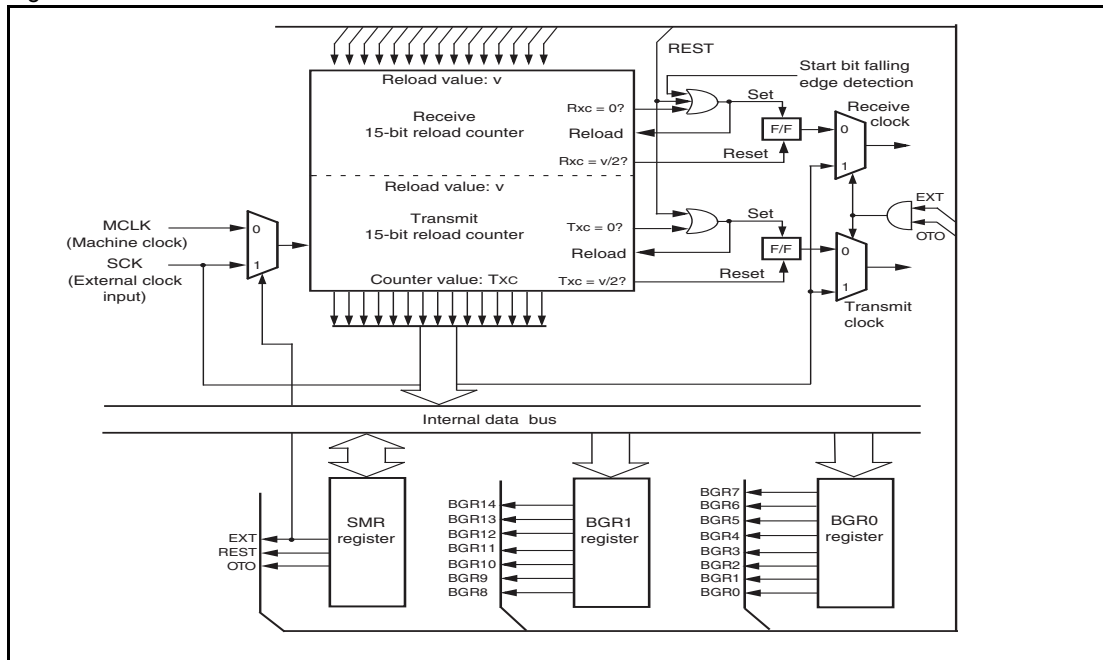 REST
Start bit falling
edge detection
Reload value: v
Set
Receive
clock
Rxc = 0?
Receive
15-bit reload counter
F/F
0
Reload
Rxc = v/2?
Reset
1
Reload value: v
EXT
MCLK
(Machine clock)
0
Transmit
15-bit reload counter
Txc = 0?
Set
OTO
SCK
(External clock
input)
1
Reload
F/F
0
Counter value: TXC
Txc = v/2?
Reset
1
Transmit
clock
Internal data bus
SMR
register
EXT
REST
OTO
BGR14
BGR13
BGR12
BGR11
BGR10
BGR9
BGR8
BGR1
register
BGR7
BGR6
BGR5
BGR4
BGR3
BGR2
BGR1
BGR0
BGR0
register